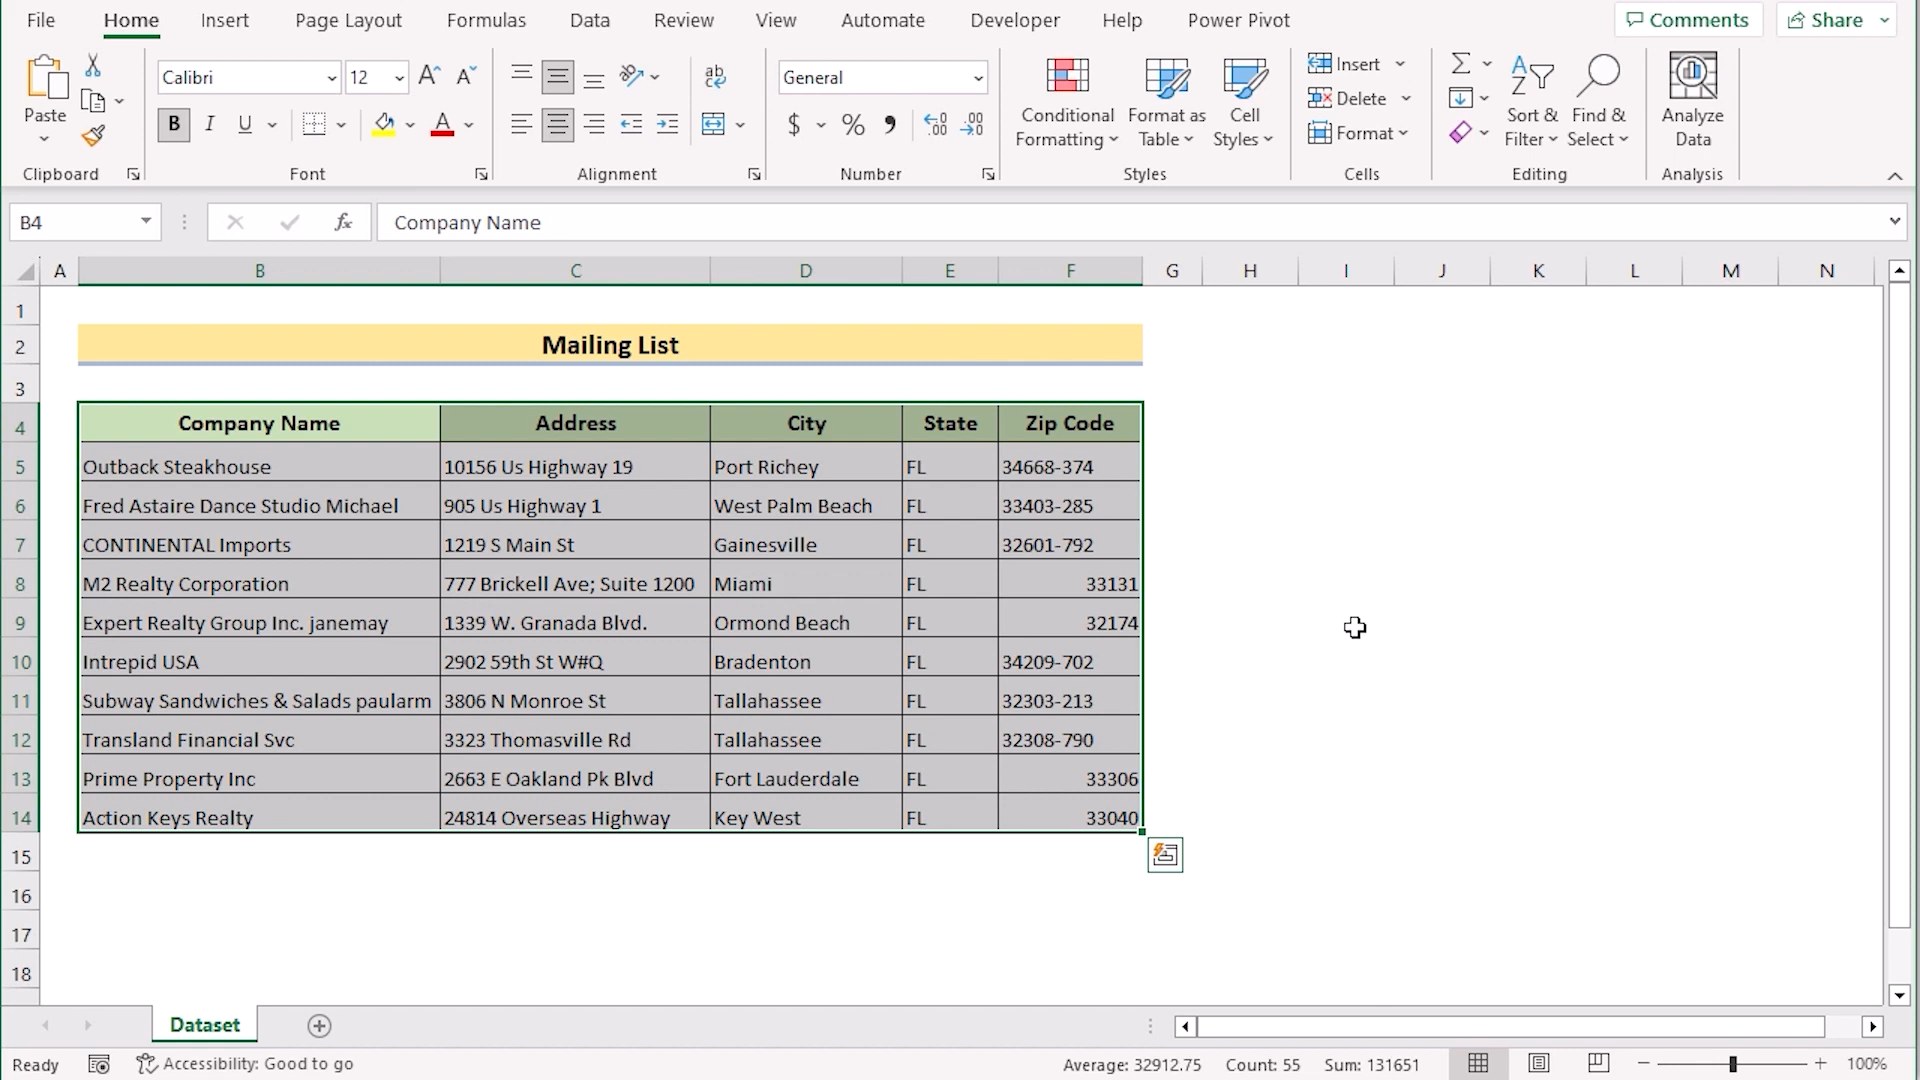 File Home Insert Page Layout Formulas Data Review View Automate Developer Help Power Pivot Comments Share
Paste
Clipboard
Calibri 12
B I U
Font
ab
Alignment
General
$ % 9
Number
Conditional Formatting
Format as Table
Cell Styles
Styles
Insert
Delete
Format
Cells
Sort & Filter
Find & Select
Editing
Analyze Data
Analysis
B4 fx Company Name
A B C D E F G H I J K L M N
1
2 Mailing List
3
4 Company Name Address City State Zip Code
5 Outback Steakhouse 10156 Us Highway 19 Port Richey FL 34668-374
6 Fred Astaire Dance Studio Michael 905 Us Highway 1 West Palm Beach FL 33403-285
7 CONTINENTAL Imports 1219 S Main St Gainesville FL 32601-792
8 M2 Realty Corporation 777 Brickell Ave; Suite 1200 Miami FL 33131
9 Expert Realty Group Inc. janemay 1339 W. Granada Blvd. Ormond Beach FL 32174
10 Intrepid USA 2902 59th St W#Q Bradenton FL 34209-702
11 Subway Sandwiches & Salads paularm 3806 N Monroe St Tallahassee FL 32303-213
12 Transland Financial Svc 3323 Thomasville Rd Tallahassee FL 32308-790
13 Prime Property Inc 2663 E Oakland Pk Blvd Fort Lauderdale FL 33306
14 Action Keys Realty 24814 Overseas Highway Key West FL 33040
15
16
17
18
Dataset
Ready Accessibility: Good to go Average: 32912.75 Count: 55 Sum: 131651 100%